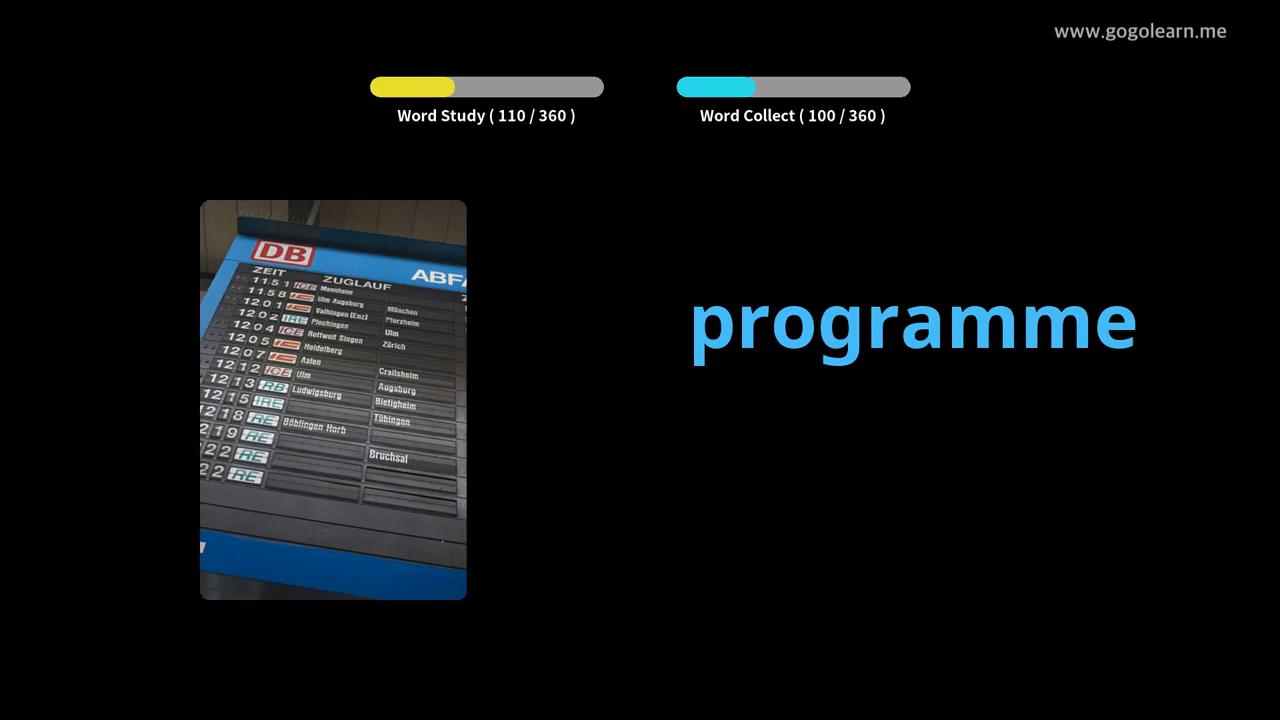 www.gogolearn.me
Word Study ( 110 / 360 )
Word Collect ( 100 / 360 )
DB
ZEIT ZUGLAUF ABFA
1151 ICE Mannheim
1158 Ulm Augsburg München
1201 Vaihingen (Enz) Pforzheim
1202 IRE Plochingen Ulm
1204 ICE Rottweil Singen Zürich
1205 Heidelberg
1207 Aalen Crailsheim
1212 ICE Ulm Augsburg
1213 RB Ludwigsburg Bietigheim
1215 IRE Tübingen
1218 RE Böblingen Horb
219 RE
22 RE Bruchsal
22 RE
programme